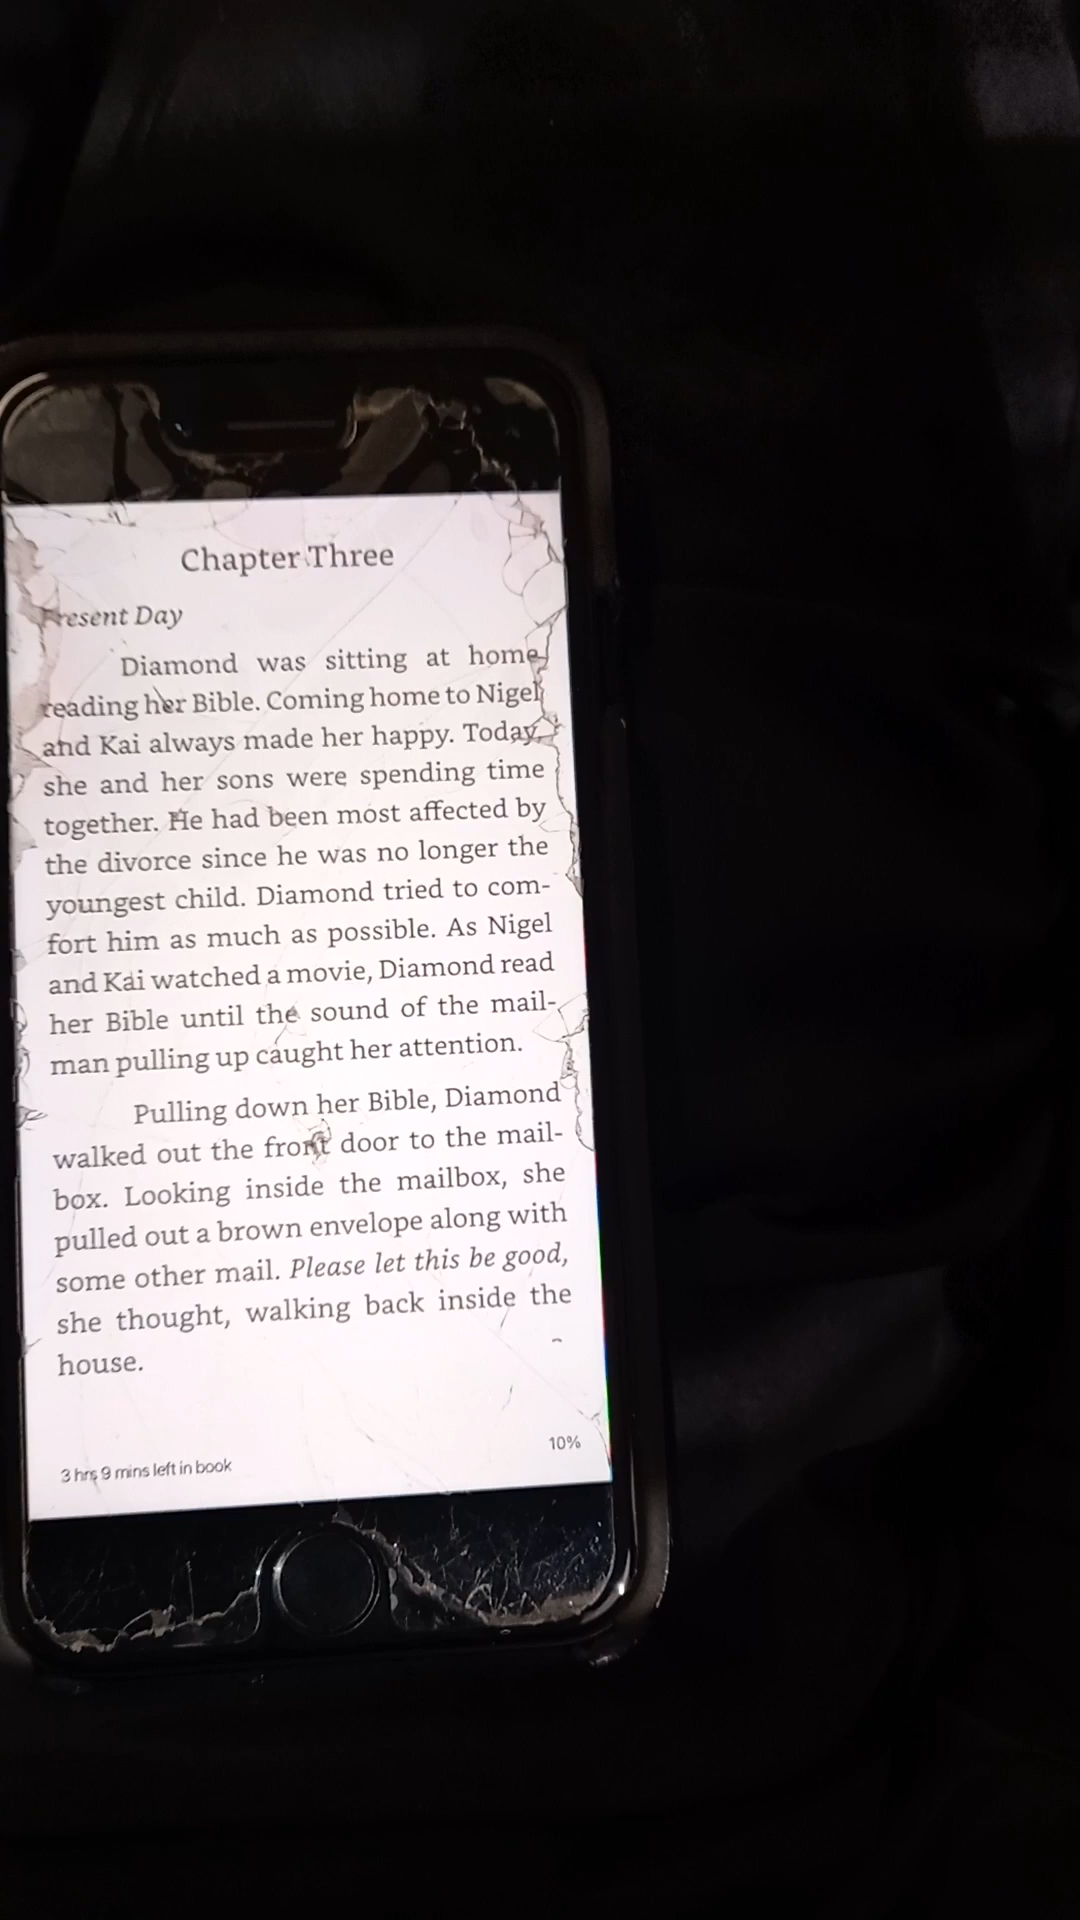 Chapter Three
Present Day
Diamond was sitting at home,
reading her Bible. Coming home to Nigel
and Kai always made her happy. Today,
she and her sons were spending time
together. He had been most affected by
the divorce since he was no longer the
youngest child. Diamond tried to com-
fort him as much as possible. As Nigel
and Kai watched a movie, Diamond read
her Bible until the sound of the mail-
man pulling up caught her attention.
Pulling down her Bible, Diamond
walked out the front door to the mail-
box. Looking inside the mailbox, she
pulled out a brown envelope along with
some other mail. Please let this be good,
she thought, walking back inside the
house.
3 hrs 9 mins left in book
10%